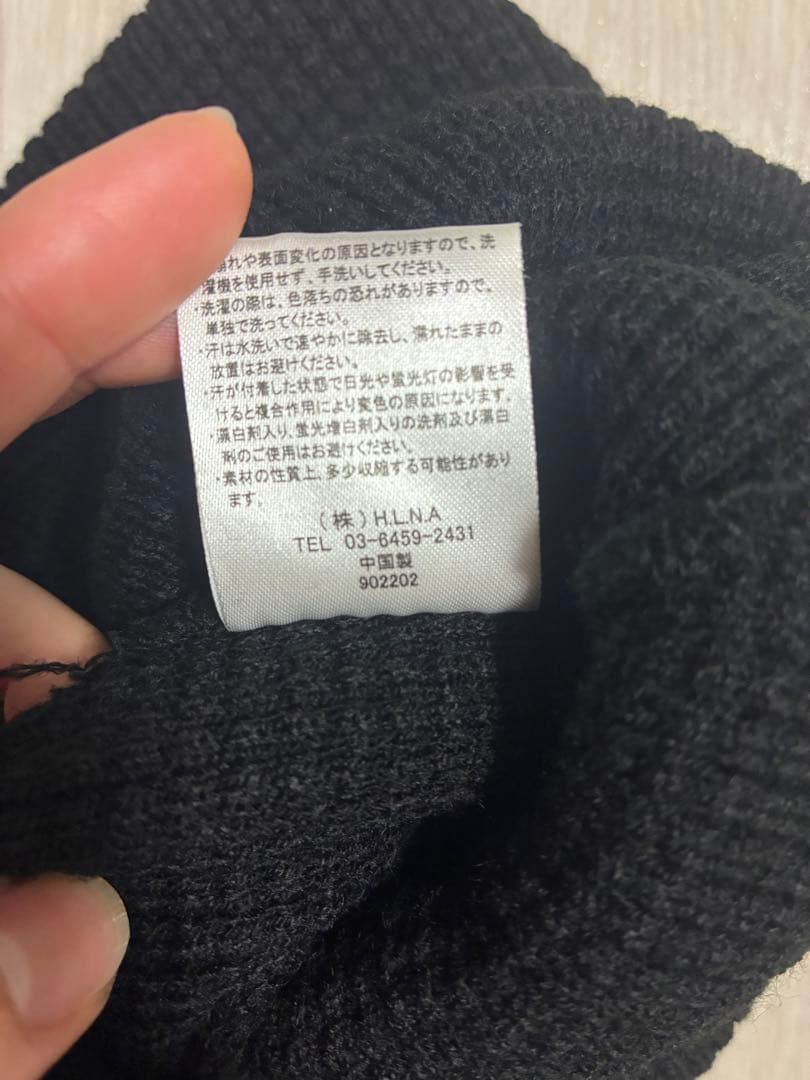 れや表面変化の原因となりますので、洗
濯機を使用せず、手洗いしてください。
・洗濯の際は、色落ちの恐れがありますので、
単独で洗ってください。
・汗は水洗いで速やかに除去し、濡れたままの
放置はお避けください。
・汗が付着した状態で日光や蛍光灯の影響を受
けると複合作用により変色の原因になります。
・漂白剤入り、蛍光増白剤入りの洗剤及び漂白
剤のご使用はお避けください。
・素材の性質上、多少収縮する可能性があり
ます。
(株)H.L.N.A
TEL 03-6459-2431
中国製
902202